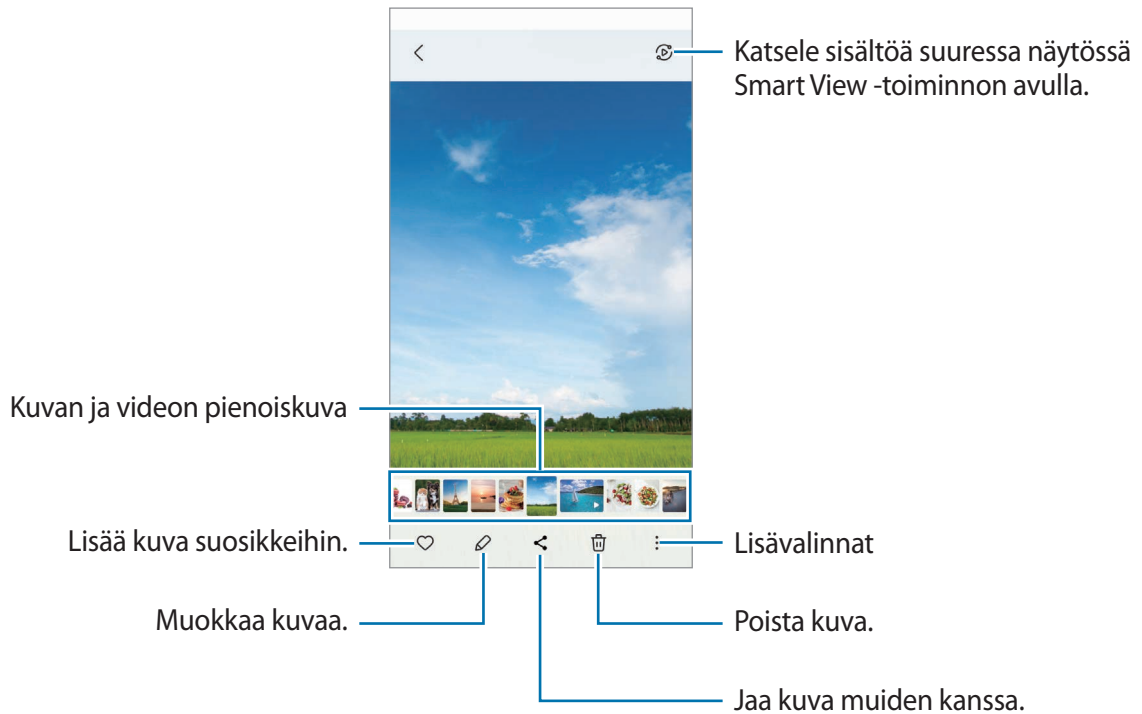 Katsele sisältöä suuressa näytössä
Smart View -toiminnon avulla.
Kuvan ja videon pienoiskuva
Lisää kuva suosikkeihin.
Lisävalinnat
Muokkaa kuvaa.
Poista kuva.
Jaa kuva muiden kanssa.